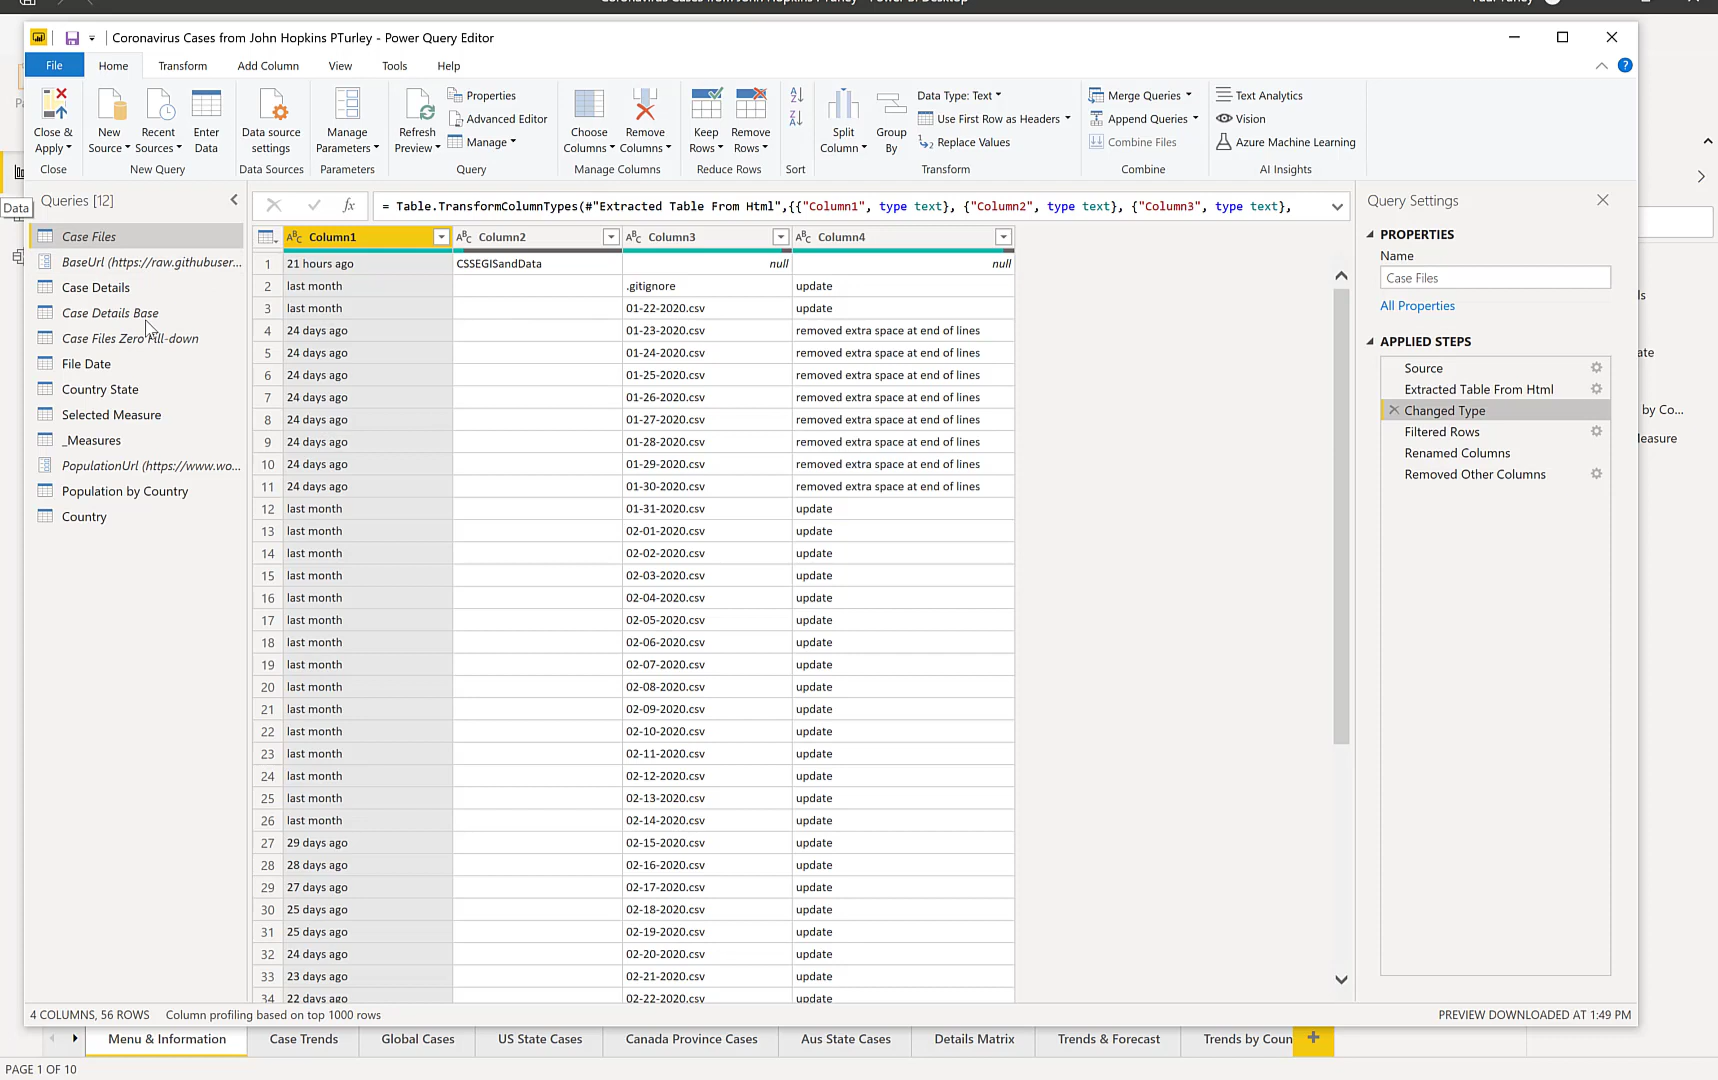 Coronavirus Cases from John Hopkins PTurley - Power BI Desktop
Coronavirus Cases from John Hopkins PTurley - Power Query Editor
File Home Transform Add Column View Tools Help
Close & Apply
New Source
Recent Sources
Enter Data
Data source settings
Manage Parameters
Refresh Preview
Properties
Advanced Editor
Manage
Choose Columns
Remove Columns
Keep Rows
Remove Rows
Split Column
Group By
Data Type: Text
Use First Row as Headers
Replace Values
Merge Queries
Append Queries
Combine Files
Text Analytics
Vision
Azure Machine Learning
Close New Query Data Sources Parameters Query Manage Columns Reduce Rows Sort Transform Combine AI Insights
Data
Queries [12]
Case Files
BaseUrl (https://raw.githubuser...
Case Details
Case Details Base
Case Files Zero Fill-down
File Date
Country State
Selected Measure
_Measures
PopulationUrl (https://www.wo...
Population by Country
Country
fx = Table.TransformColumnTypes(#"Extracted Table From Html",{{"Column1", type text}, {"Column2", type text}, {"Column3", type text},
Column1 Column2 Column3 Column4
1 21 hours ago CSSEGISandData null null
2 last month .gitignore update
3 last month 01-22-2020.csv update
4 24 days ago 01-23-2020.csv removed extra space at end of lines
5 24 days ago 01-24-2020.csv removed extra space at end of lines
6 24 days ago 01-25-2020.csv removed extra space at end of lines
7 24 days ago 01-26-2020.csv removed extra space at end of lines
8 24 days ago 01-27-2020.csv removed extra space at end of lines
9 24 days ago 01-28-2020.csv removed extra space at end of lines
10 24 days ago 01-29-2020.csv removed extra space at end of lines
11 24 days ago 01-30-2020.csv removed extra space at end of lines
12 last month 01-31-2020.csv update
13 last month 02-01-2020.csv update
14 last month 02-02-2020.csv update
15 last month 02-03-2020.csv update
16 last month 02-04-2020.csv update
17 last month 02-05-2020.csv update
18 last month 02-06-2020.csv update
19 last month 02-07-2020.csv update
20 last month 02-08-2020.csv update
21 last month 02-09-2020.csv update
22 last month 02-10-2020.csv update
23 last month 02-11-2020.csv update
24 last month 02-12-2020.csv update
25 last month 02-13-2020.csv update
26 last month 02-14-2020.csv update
27 29 days ago 02-15-2020.csv update
28 28 days ago 02-16-2020.csv update
29 27 days ago 02-17-2020.csv update
30 25 days ago 02-18-2020.csv update
31 25 days ago 02-19-2020.csv update
32 24 days ago 02-20-2020.csv update
33 23 days ago 02-21-2020.csv update
34 22 days ago 02-22-2020.csv update
Query Settings
PROPERTIES
Name
Case Files
All Properties
APPLIED STEPS
Source
Extracted Table From Html
Changed Type
Filtered Rows
Renamed Columns
Removed Other Columns
by Co...
4 COLUMNS, 56 ROWS Column profiling based on top 1000 rows PREVIEW DOWNLOADED AT 1:49 PM
Menu & Information Case Trends Global Cases US State Cases Canada Province Cases Aus State Cases Details Matrix Trends & Forecast Trends by Coun
PAGE 1 OF 10